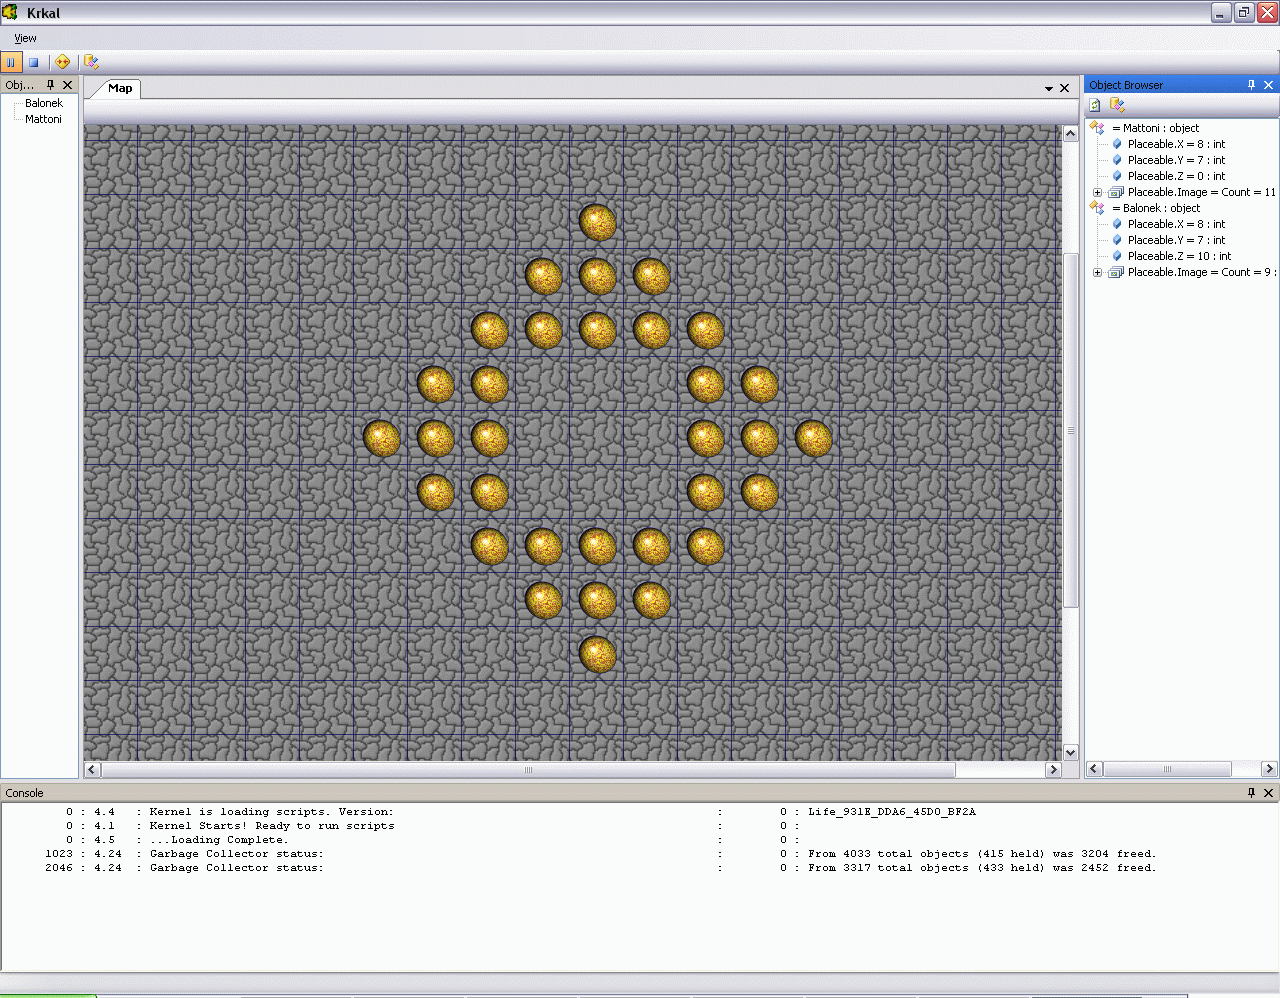 Krkal
View
Obj...
Balonek
Mattoni
Map
Object Browser
= Mattoni : object
Placeable.X = 8 : int
Placeable.Y = 7 : int
Placeable.Z = 0 : int
Placeable.Image = Count = 11
= Balonek : object
Placeable.X = 8 : int
Placeable.Y = 7 : int
Placeable.Z = 10 : int
Placeable.Image = Count = 9 :
Console
0 : 4.4 : Kernel is loading scripts. Version: : 0 : Life_931E_DDA6_45D0_BF2A
0 : 4.1 : Kernel Starts! Ready to run scripts : 0 :
0 : 4.5 : ...Loading Complete. : 0 :
1023 : 4.24 : Garbage Collector status: : 0 : From 4033 total objects (415 held) was 3204 freed.
2046 : 4.24 : Garbage Collector status: : 0 : From 3317 total objects (433 held) was 2452 freed.